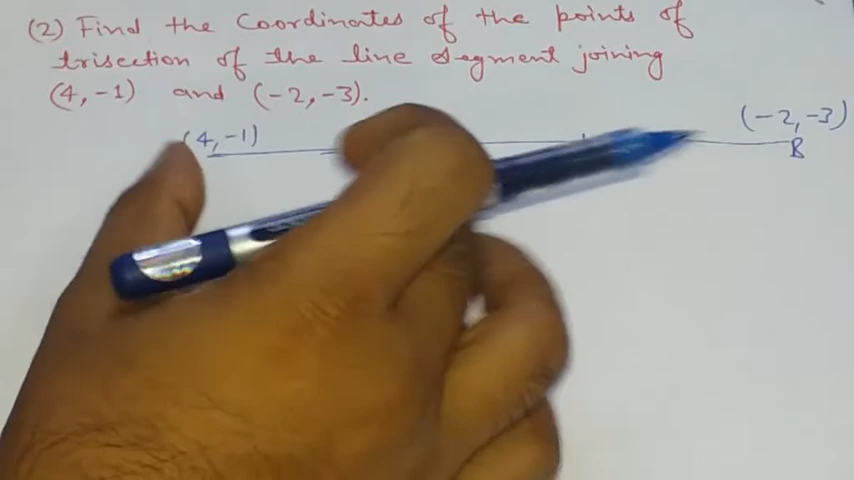 (2) Find the coordinates of the points of
trisection of the line segment joining
(4, -1) and (-2, -3).
(4, -1) (-2, -3)
B